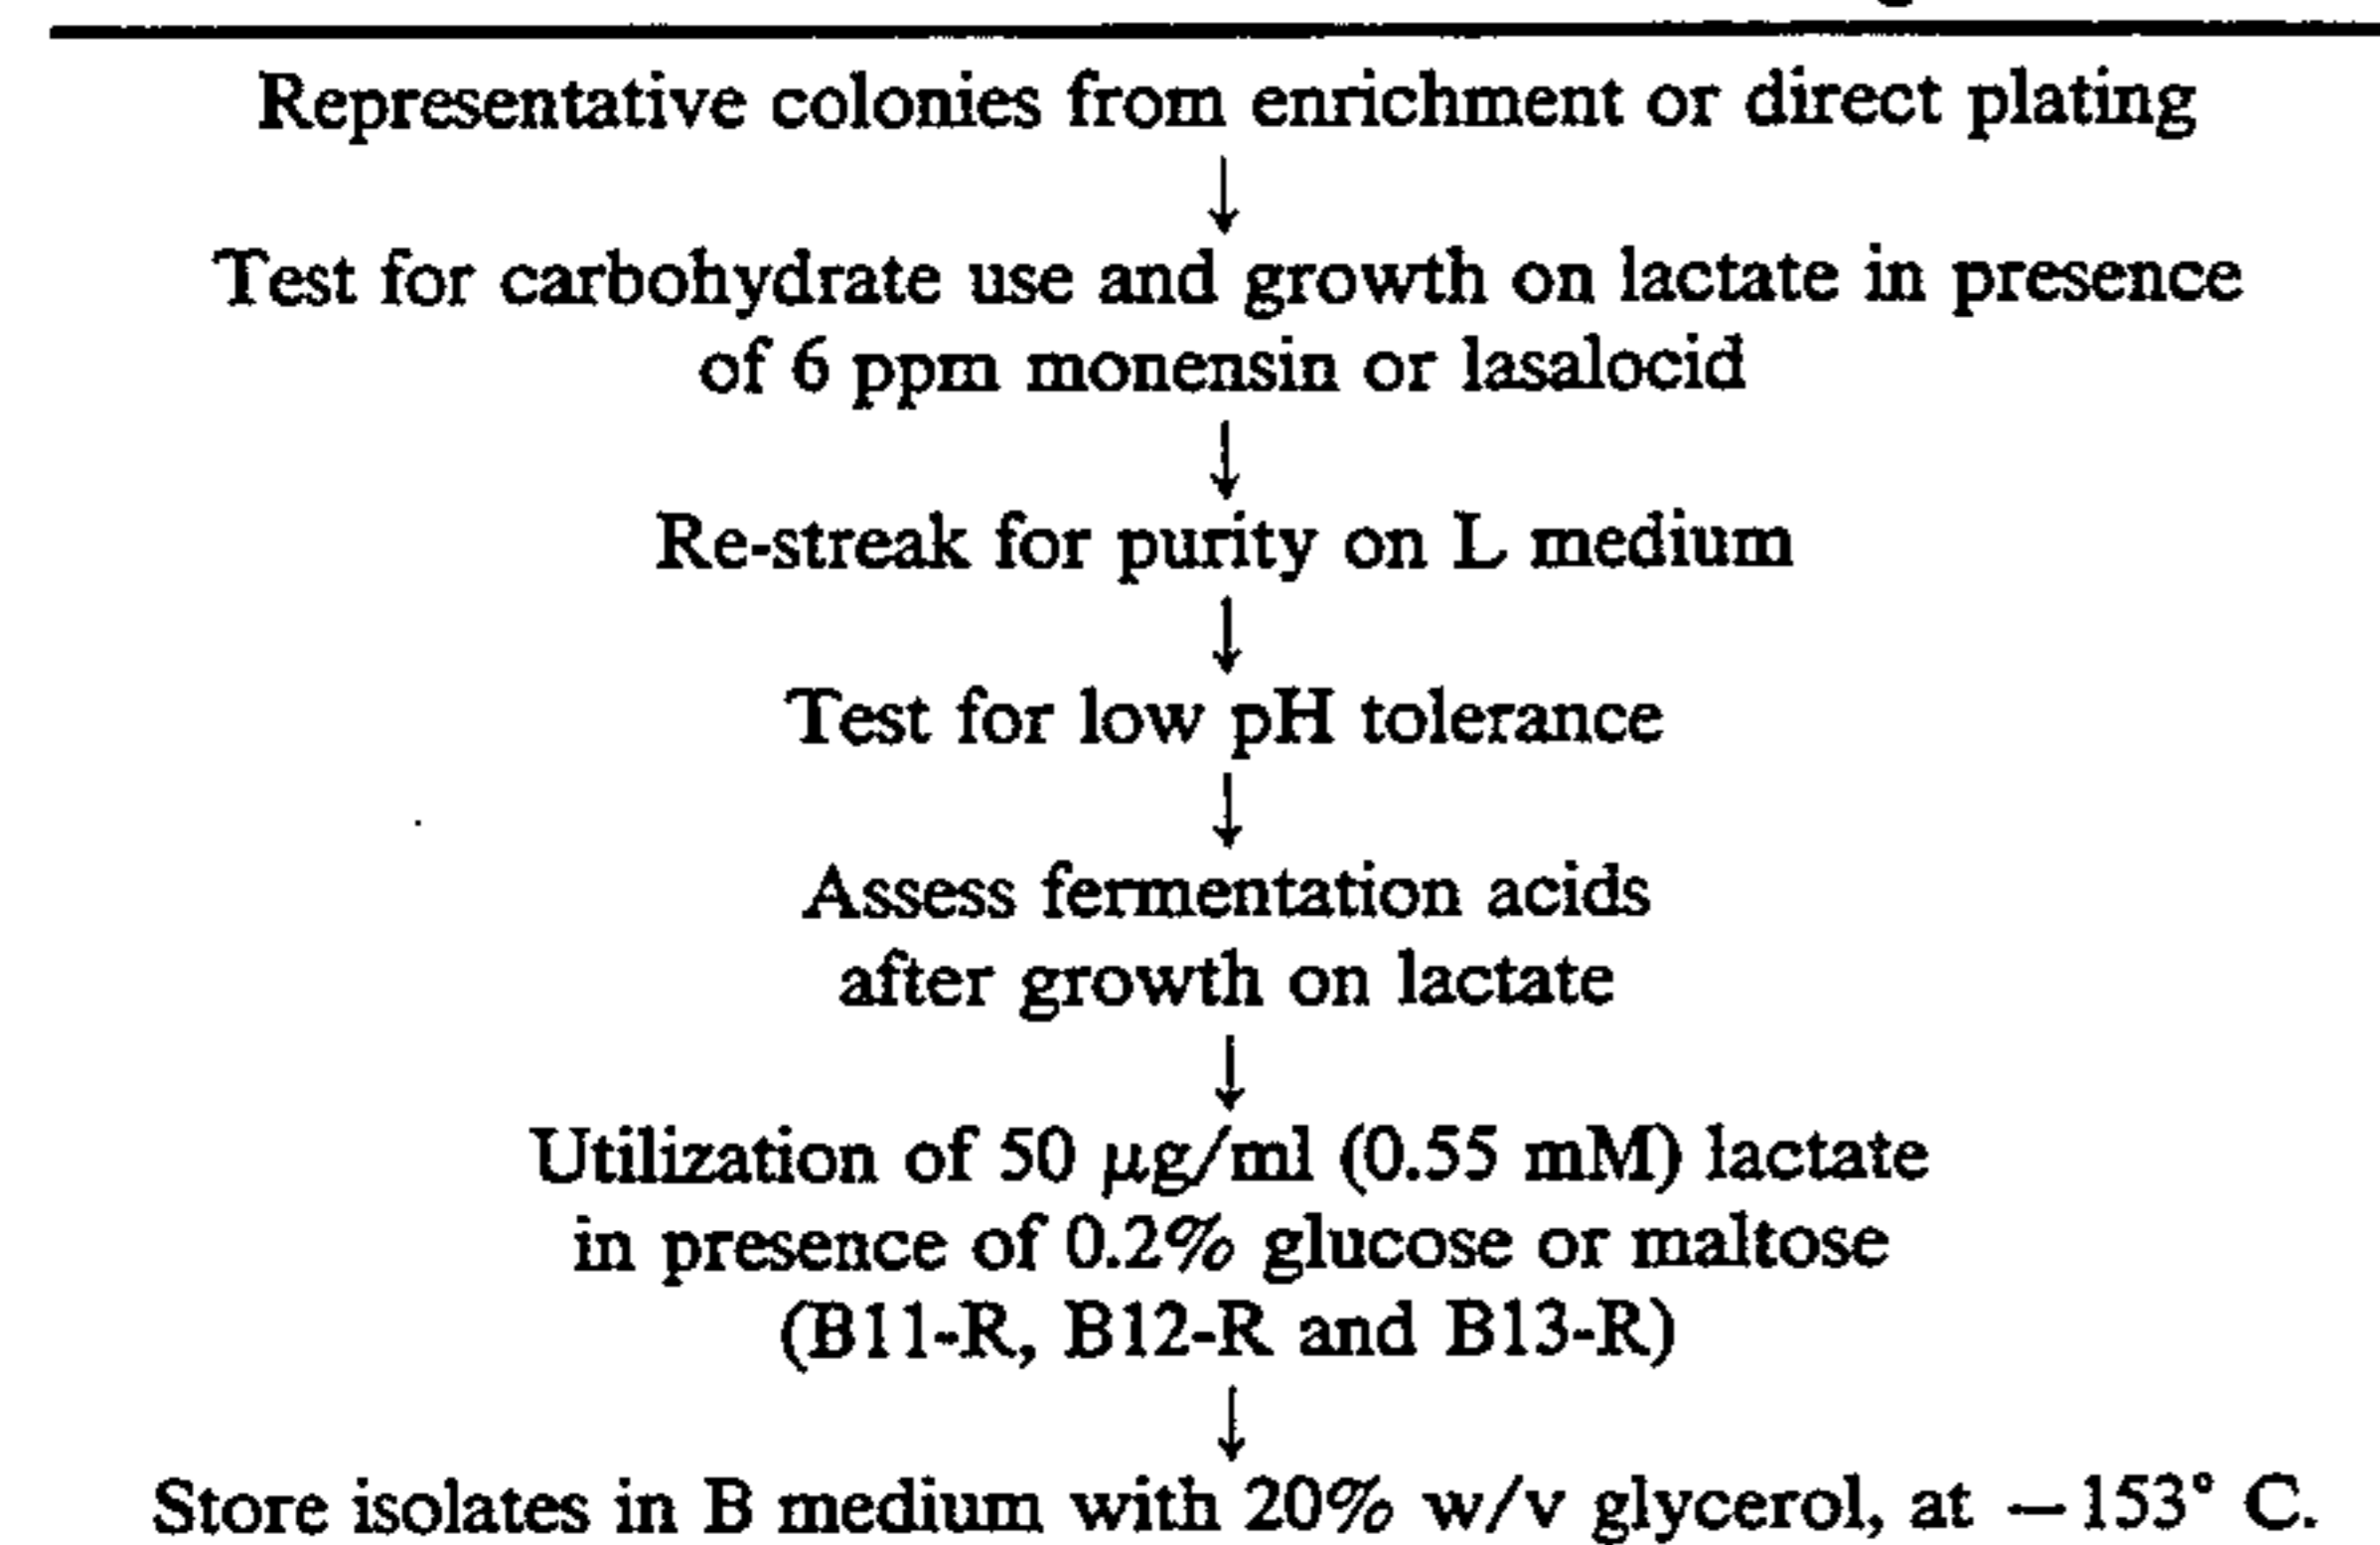 Representative colonies from enrichment or direct plating
↓
Test for carbohydrate use and growth on lactate in presence
of 6 ppm monensin or lasalocid
↓
Re-streak for purity on L medium
↓
Test for low pH tolerance
↓
Assess fermentation acids
after growth on lactate
↓
Utilization of 50 μg/ml (0.55 mM) lactate
in presence of 0.2% glucose or maltose
(B11-R, B12-R and B13-R)
↓
Store isolates in B medium with 20% w/v glycerol, at −153° C.